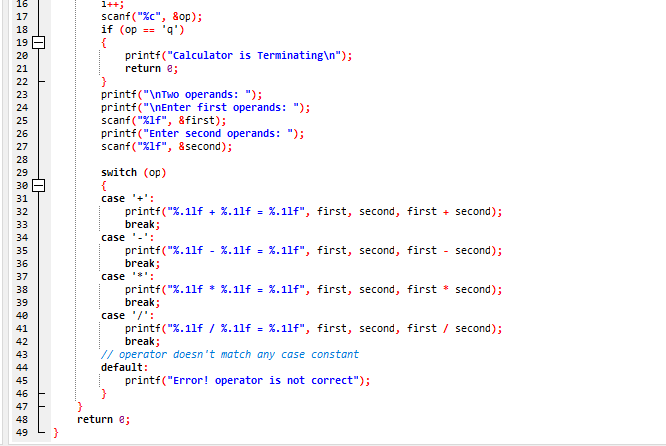 16 i++;
17 scanf("%c", &op);
18 if (op == 'q')
19 {
20 printf("Calculator is Terminating\n");
21 return 0;
22 }
23 printf("\nTwo operands: ");
24 printf("\nEnter first operands: ");
25 scanf("%lf", &first);
26 printf("Enter second operands: ");
27 scanf("%lf", &second);
28
29 switch (op)
30 {
31 case '+':
32 printf("%.1lf + %.1lf = %.1lf", first, second, first + second);
33 break;
34 case '-':
35 printf("%.1lf - %.1lf = %.1lf", first, second, first - second);
36 break;
37 case '*':
38 printf("%.1lf * %.1lf = %.1lf", first, second, first * second);
39 break;
40 case '/':
41 printf("%.1lf / %.1lf = %.1lf", first, second, first / second);
42 break;
43 // operator doesn't match any case constant
44 default:
45 printf("Error! operator is not correct");
46 }
47 }
48 return 0;
49 }